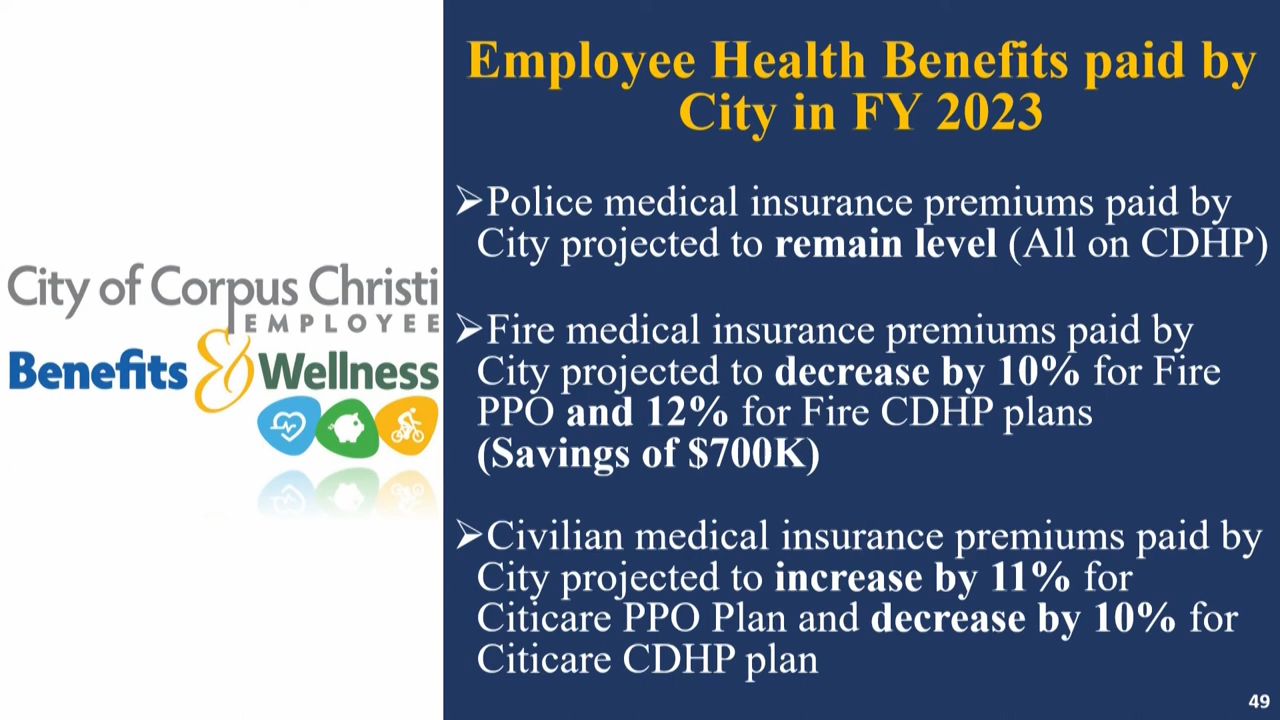 City of Corpus Christi
EMPLOYEE
Benefits & Wellness
Employee Health Benefits paid by
City in FY 2023
➢Police medical insurance premiums paid by
City projected to remain level (All on CDHP)
➢Fire medical insurance premiums paid by
City projected to decrease by 10% for Fire
PPO and 12% for Fire CDHP plans
(Savings of $700K)
➢Civilian medical insurance premiums paid by
City projected to increase by 11% for
Citicare PPO Plan and decrease by 10% for
Citicare CDHP plan
49